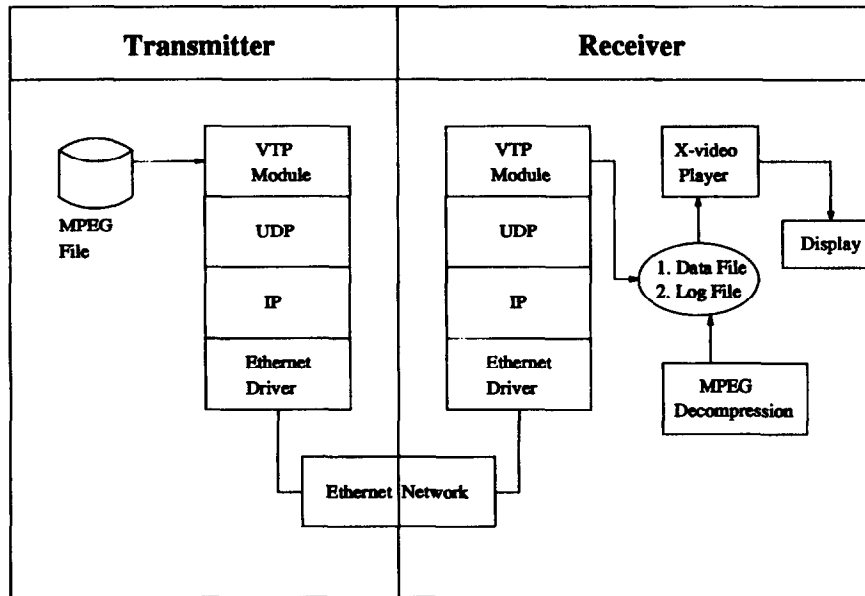 Transmitter
Receiver
MPEG
File
VTP
Module
UDP
IP
Ethernet
Driver
VTP
Module
UDP
IP
Ethernet
Driver
X-video
Player
Display
1. Data File
2. Log File
MPEG
Decompression
Ethernet Network